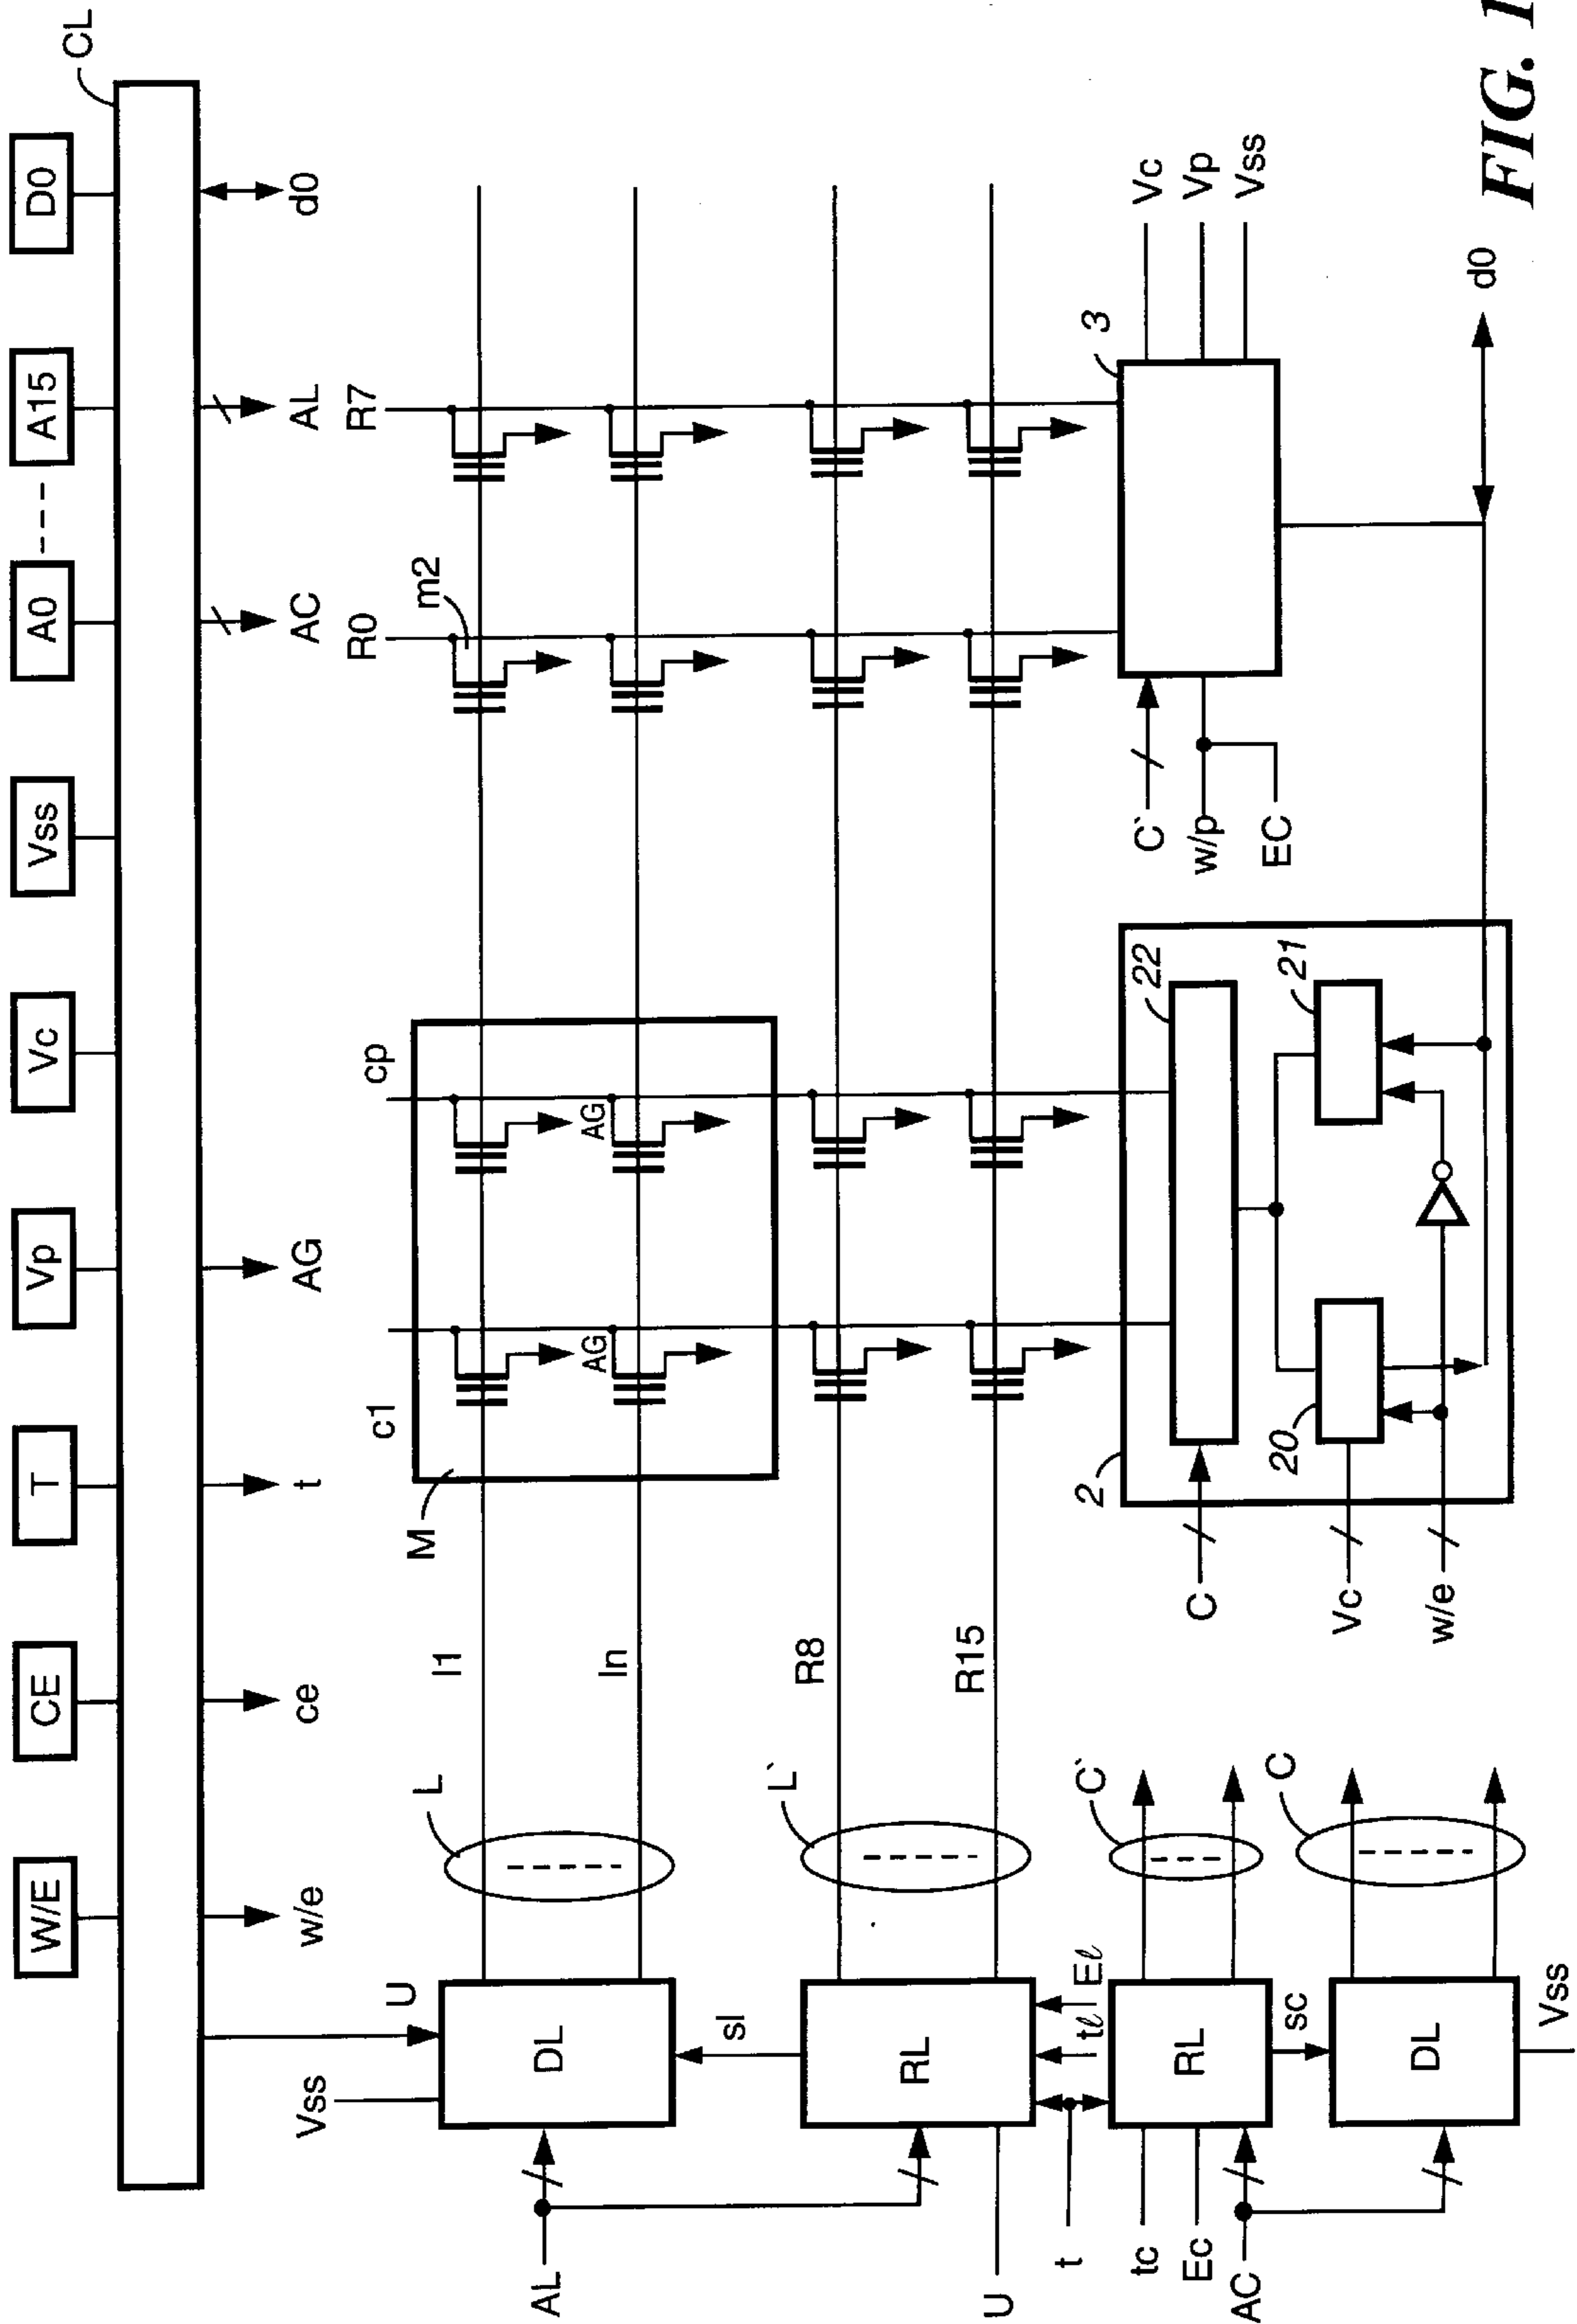 W/E CE T Vp Vc Vss A0 --- A15 D0
CL
w/e ce t AG AC AL d0
U
Vss
c1 cp R0 R7
M
m2
L
l1
AG AG
ln
DL
AL
sl
L`
R8
R15
RL
U
t
tℓ Eℓ
C`
tc
Ec
AC
RL
sc
C
DL
Vss
2
22
C
20
21
Vc
w/e
3
C`
w/p
EC
Vc
Vp
Vss
d0
FIG. 1